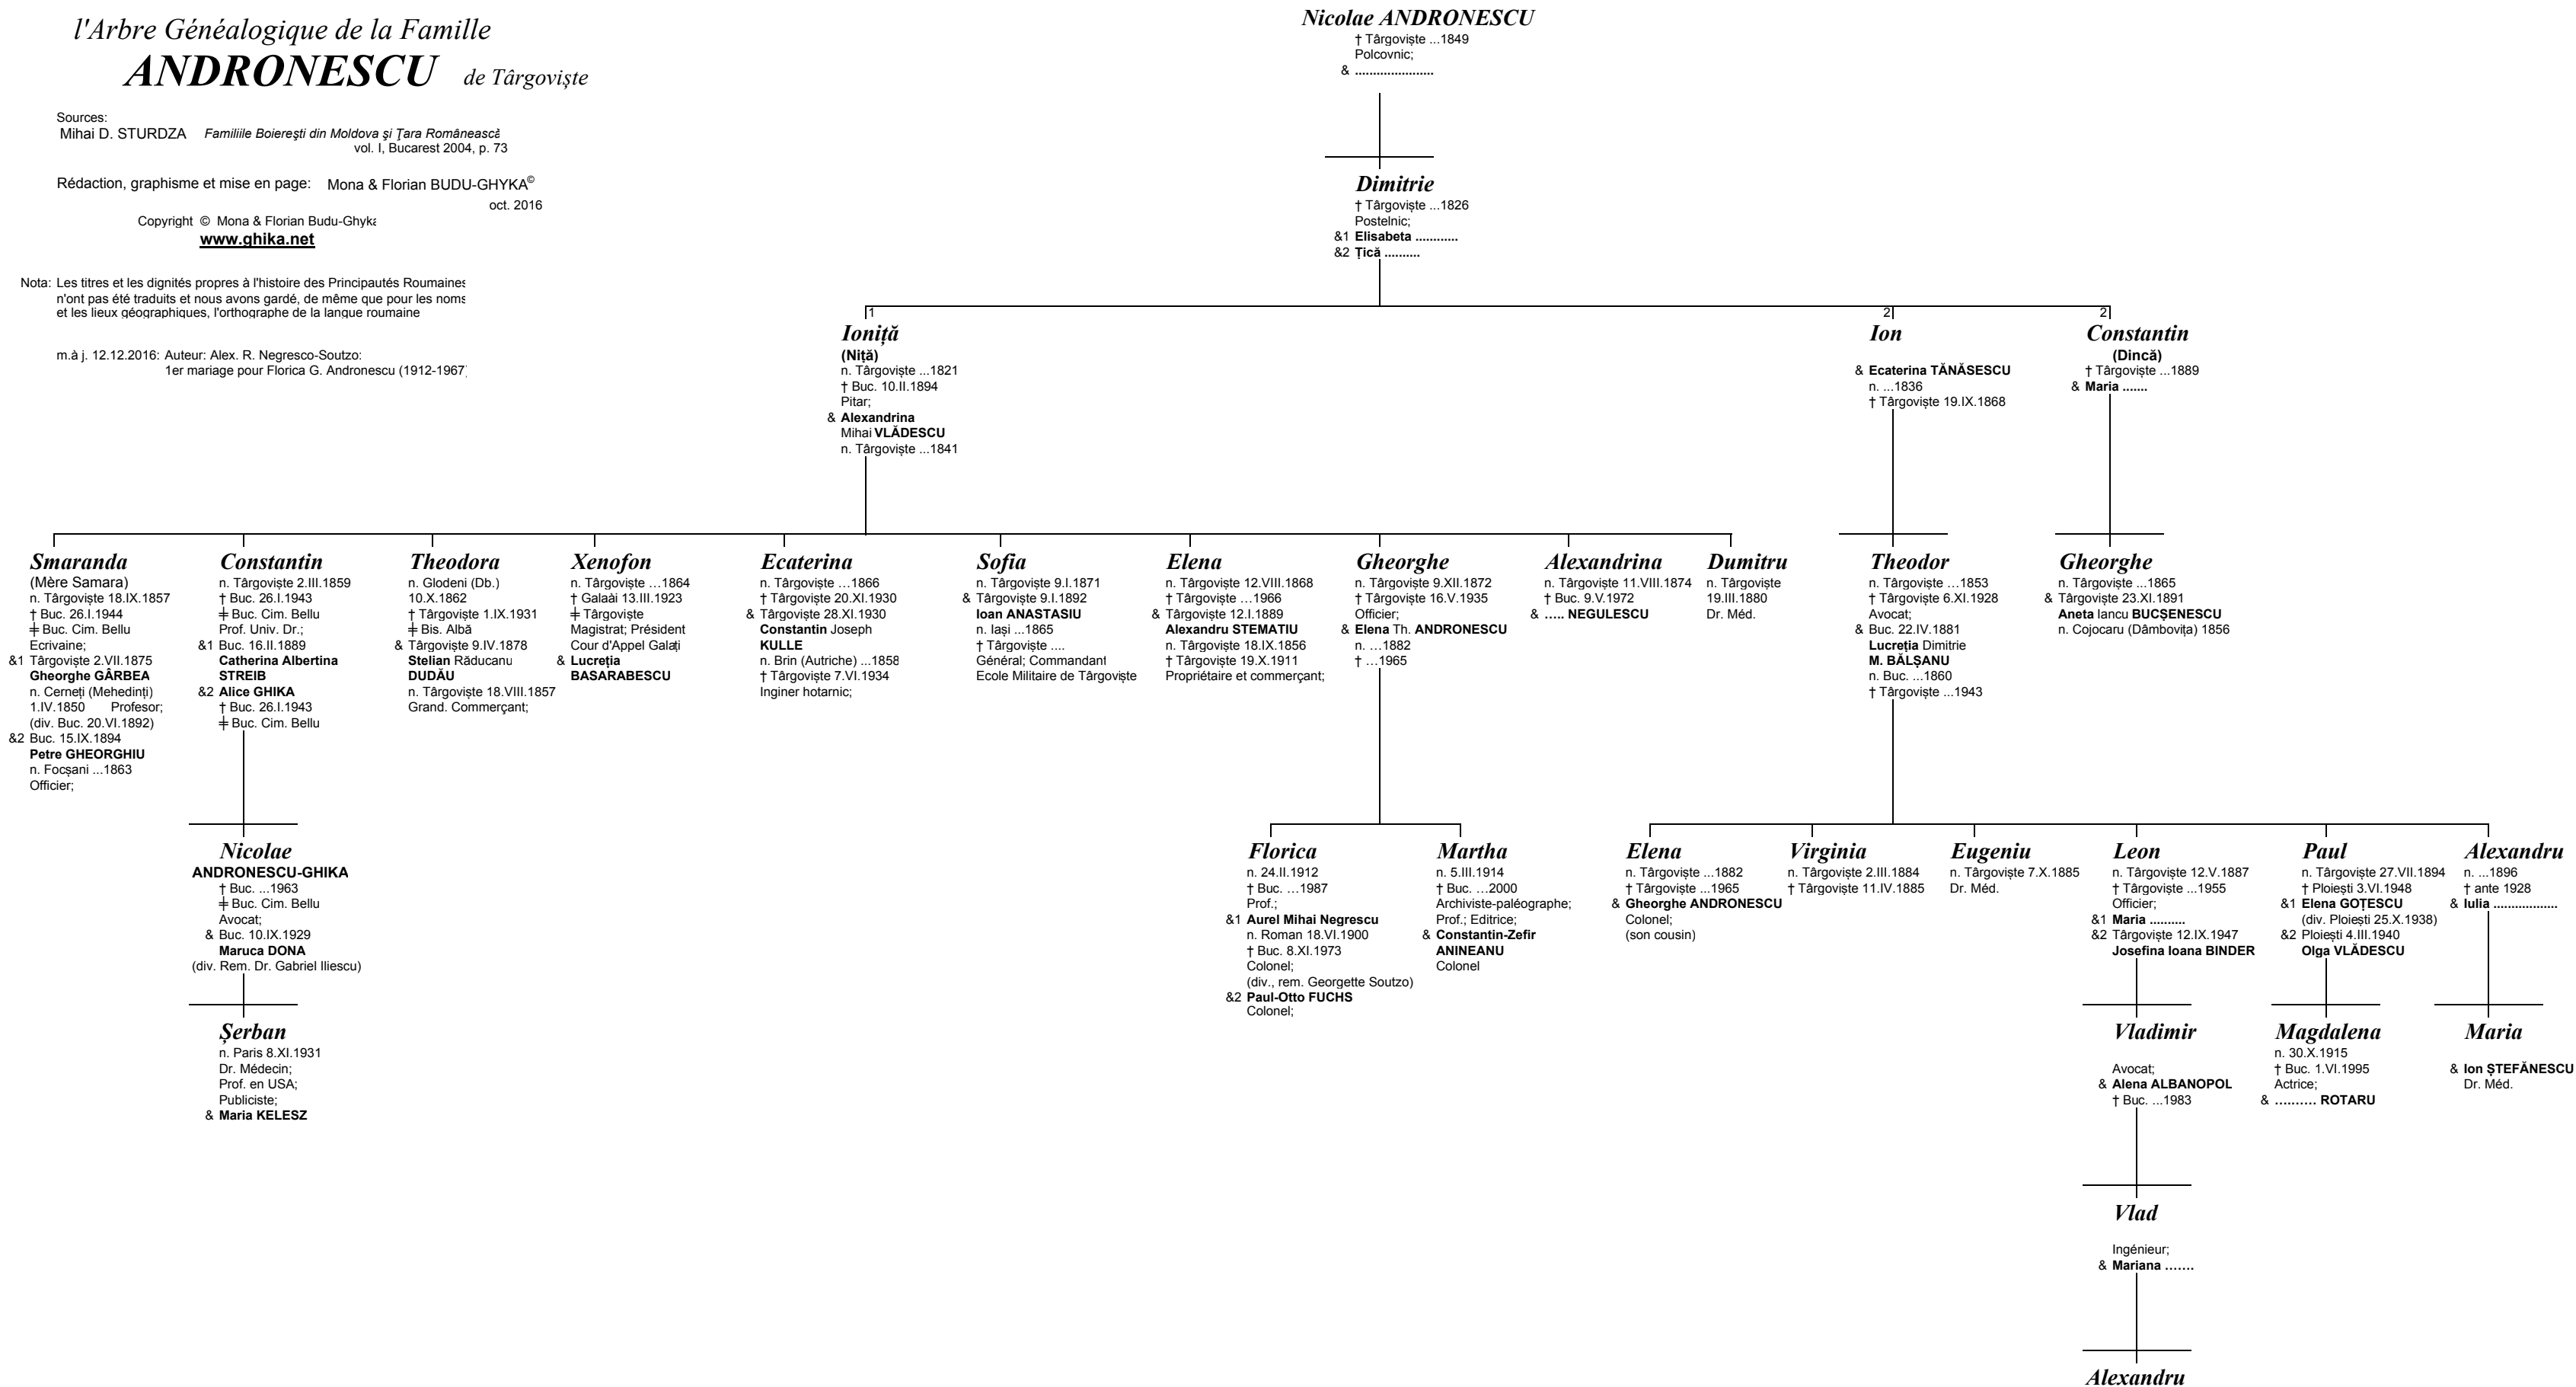 l'Arbre Généalogique de la Famille
ANDRONESCU de Târgoviște
Sources:
Mihai D. STURDZA Familiile Boierești din Moldova și Țara Românească
vol. I, Bucarest 2004, p. 73
Rédaction, graphisme et mise en page: Mona & Florian BUDU-GHYKA©
oct. 2016
Copyright © Mona & Florian Budu-Ghyka
www.ghika.net
Nota: Les titres et les dignités propres à l'histoire des Principautés Roumaines
n'ont pas été traduits et nous avons gardé, de même que pour les noms
et les lieux géographiques, l'orthographe de la langue roumaine
m.à j. 12.12.2016: Auteur: Alex. R. Negresco-Soutzo:
1er mariage pour Florica G. Andronescu (1912-1967)
Nicolae ANDRONESCU
† Târgoviște ...1849
Polcovnic;
& ......................
Dimitrie
† Târgoviște ...1826
Postelnic;
&1 Elisabeta ............
&2 Țică ..........
1
Ioniță
(Niță)
n. Târgoviște ...1821
† Buc. 10.II.1894
Pitar;
& Alexandrina
Mihai VLĂDESCU
n. Târgoviște ...1841
2
Ion
& Ecaterina TĂNĂSESCU
n. ...1836
† Târgoviște 19.IX.1868
2
Constantin
(Dincă)
† Târgoviște ...1889
& Maria .......
Smaranda
(Mère Samara)
n. Târgoviște 18.IX.1857
† Buc. 26.I.1944
╪ Buc. Cim. Bellu
Ecrivaine;
&1 Târgoviște 2.VII.1875
Gheorghe GÂRBEA
n. Cerneți (Mehedinți)
1.IV.1850 Profesor;
(div. Buc. 20.VI.1892)
&2 Buc. 15.IX.1894
Petre GHEORGHIU
n. Focșani ...1863
Officier;
Constantin
n. Târgoviște 2.III.1859
† Buc. 26.I.1943
╪ Buc. Cim. Bellu
Prof. Univ. Dr.;
&1 Buc. 16.II.1889
Catherina Albertina
STREIB
&2 Alice GHIKA
† Buc. 26.I.1943
╪ Buc. Cim. Bellu
Theodora
n. Glodeni (Db.)
10.X.1862
† Târgoviște 1.IX.1931
╪ Bis. Albă
& Târgoviște 9.IV.1878
Stelian Răducanu
DUDĂU
n. Târgoviște 18.VIII.1857
Grand. Commerçant;
Xenofon
n. Târgoviște …1864
† Galaàì 13.III.1923
╪ Târgoviște
Magistrat; Président
Cour d'Appel Galați
& Lucreția
BASARABESCU
Ecaterina
n. Târgoviște …1866
† Târgoviște 20.XI.1930
& Târgoviște 28.XI.1930
Constantin Joseph
KULLE
n. Brin (Autriche) ...1858
† Târgoviște 7.VI.1934
Inginer hotarnic;
Sofia
n. Târgoviște 9.I.1871
& Târgoviște 9.I.1892
Ioan ANASTASIU
n. Iași ...1865
† Târgoviște ....
Général; Commandant
Ecole Militaire de Târgoviște
Elena
n. Târgoviște 12.VIII.1868
† Târgoviște …1966
& Târgoviște 12.I.1889
Alexandru STEMATIU
n. Târgoviște 18.IX.1856
† Târgoviște 19.X.1911
Propriétaire et commerçant;
Gheorghe
n. Târgoviște 9.XII.1872
† Târgoviște 16.V.1935
Officier;
& Elena Th. ANDRONESCU
n. …1882
† …1965
Alexandrina
n. Târgoviște 11.VIII.1874
† Buc. 9.V.1972
& ….. NEGULESCU
Dumitru
n. Târgoviște
19.III.1880
Dr. Méd.
Theodor
n. Târgoviște …1853
† Târgoviște 6.XI.1928
Avocat;
& Buc. 22.IV.1881
Lucreția Dimitrie
M. BĂLȘANU
n. Buc. ...1860
† Târgoviște ...1943
Gheorghe
n. Târgoviște ...1865
& Târgoviște 23.XI.1891
Aneta Iancu BUCȘENESCU
n. Cojocaru (Dâmbovița) 1856
Nicolae
ANDRONESCU-GHIKA
† Buc. ...1963
╪ Buc. Cim. Bellu
Avocat;
& Buc. 10.IX.1929
Maruca DONA
(div. Rem. Dr. Gabriel Iliescu)
Florica
n. 24.II.1912
† Buc. …1987
Prof.;
&1 Aurel Mihai Negrescu
n. Roman 18.VI.1900
† Buc. 8.XI.1973
Colonel;
(div., rem. Georgette Soutzo)
&2 Paul-Otto FUCHS
Colonel;
Martha
n. 5.III.1914
† Buc. …2000
Archiviste-paléographe;
Prof.; Editrice;
& Constantin-Zefir
ANINEANU
Colonel
Elena
n. Târgoviște ...1882
† Târgoviște ...1965
& Gheorghe ANDRONESCU
Colonel;
(son cousin)
Virginia
n. Târgoviște 2.III.1884
† Târgoviște 11.IV.1885
Eugeniu
n. Târgoviște 7.X.1885
Dr. Méd.
Leon
n. Târgoviște 12.V.1887
† Târgoviște ...1955
Officier;
&1 Maria ..........
&2 Târgoviște 12.IX.1947
Josefina Ioana BINDER
Paul
n. Târgoviște 27.VII.1894
† Ploiești 3.VI.1948
&1 Elena GOȚESCU
(div. Ploiești 25.X.1938)
&2 Ploiești 4.III.1940
Olga VLĂDESCU
Alexandru
n. ...1896
† ante 1928
& Iulia ..................
Șerban
n. Paris 8.XI.1931
Dr. Médecin;
Prof. en USA;
Publiciste;
& Maria KELESZ
Vladimir
Avocat;
& Alena ALBANOPOL
† Buc. ...1983
Magdalena
n. 30.X.1915
† Buc. 1.VI.1995
Actrice;
& ………. ROTARU
Maria
& Ion ȘTEFĂNESCU
Dr. Méd.
Vlad
Ingénieur;
& Mariana …….
Alexandru